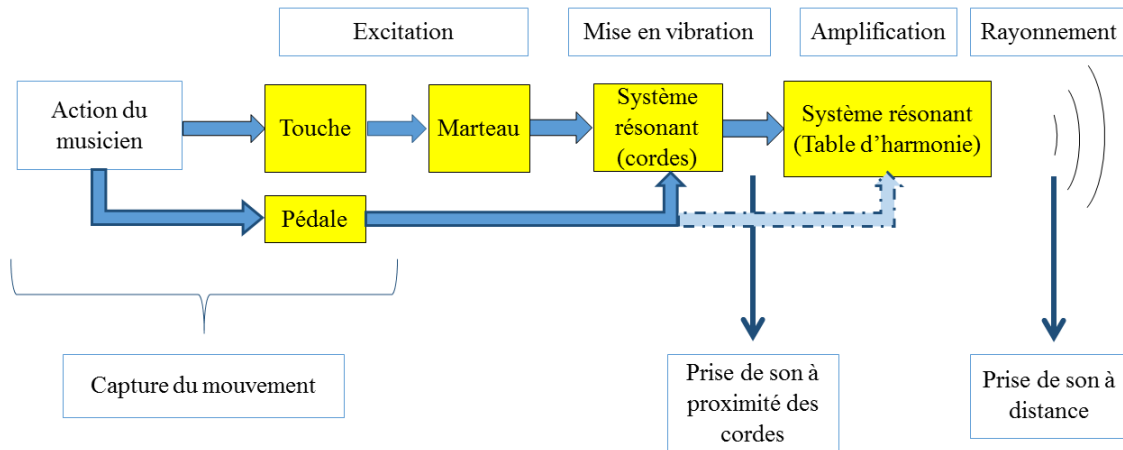 Excitation
Mise en vibration
Amplification
Rayonnement
Action du
musicien
Touche
Marteau
Système
résonant
(cordes)
Système résonant
(Table d'harmonie)
Pédale
Capture du mouvement
Prise de son à
proximité des
cordes
Prise de son à
distance